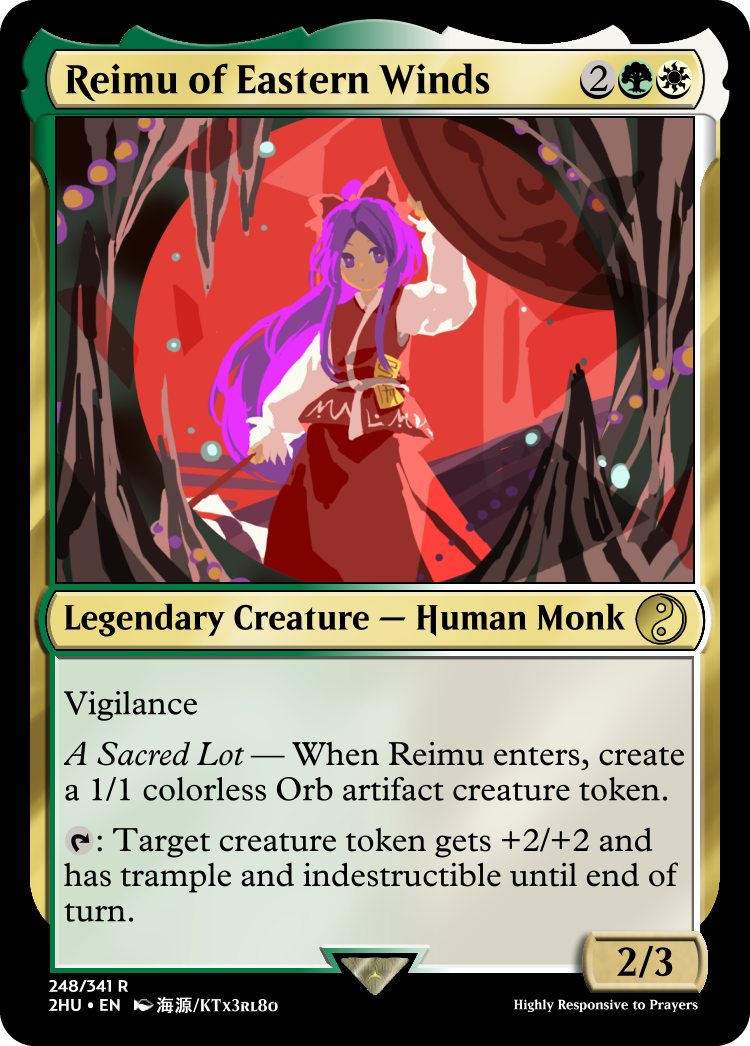 Reimu of Eastern Winds 2
Legendary Creature — Human Monk
Vigilance
A Sacred Lot — When Reimu enters, create
a 1/1 colorless Orb artifact creature token.
: Target creature token gets +2/+2 and
has trample and indestructible until end of
turn.
2/3
248/341 R
2HU • EN 海源/KTx3RL8O
Highly Responsive to Prayers